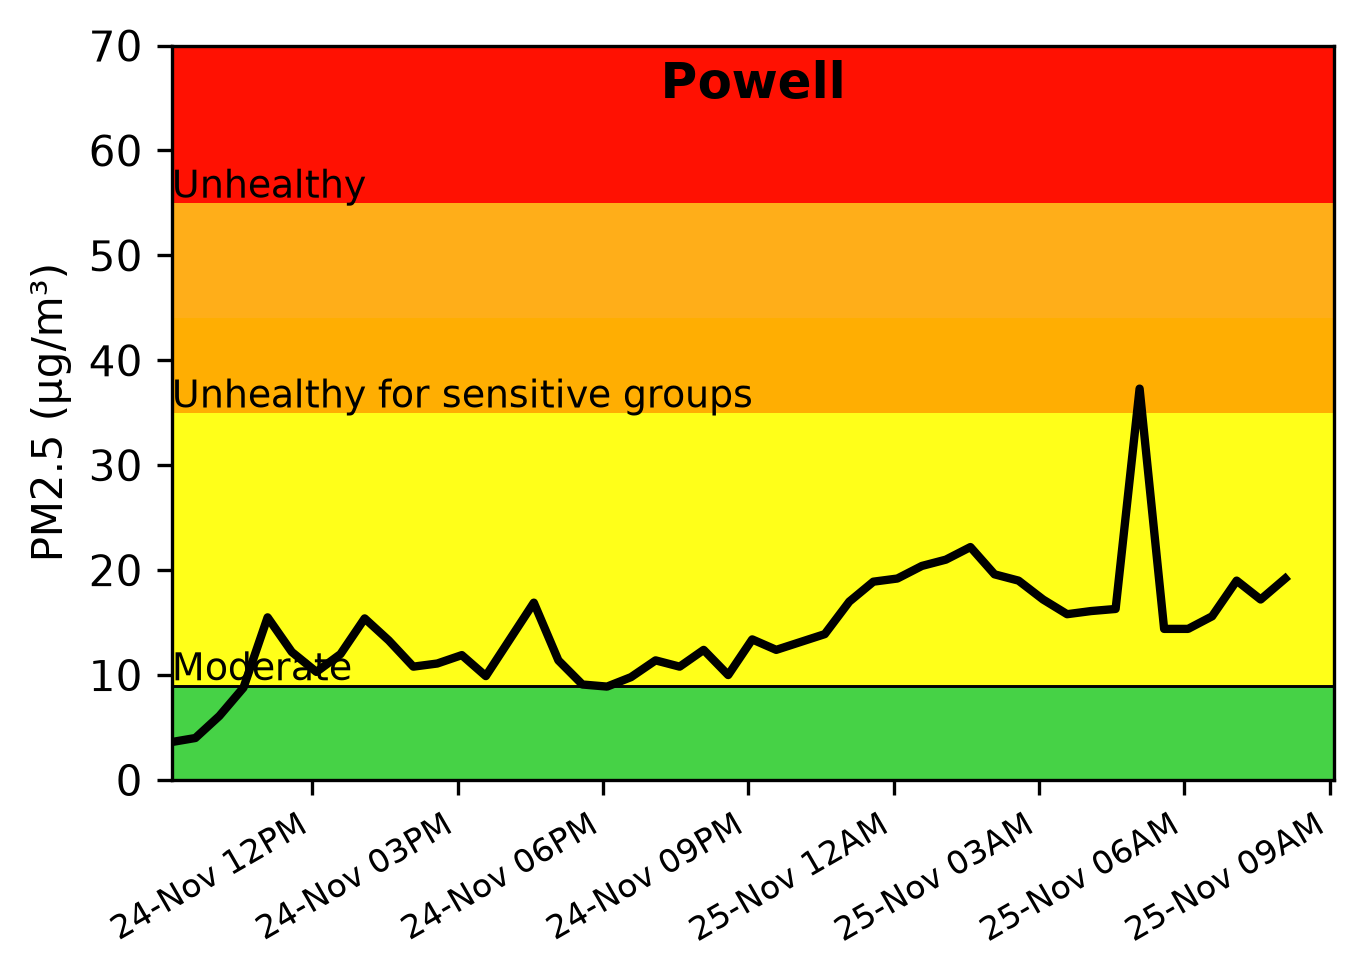 Powell
PM2.5 (µg/m³)
70
60
50
40
30
20
10
0
Unhealthy
Unhealthy for sensitive groups
Moderate
24-Nov 12PM
24-Nov 03PM
24-Nov 06PM
24-Nov 09PM
25-Nov 12AM
25-Nov 03AM
25-Nov 06AM
25-Nov 09AM